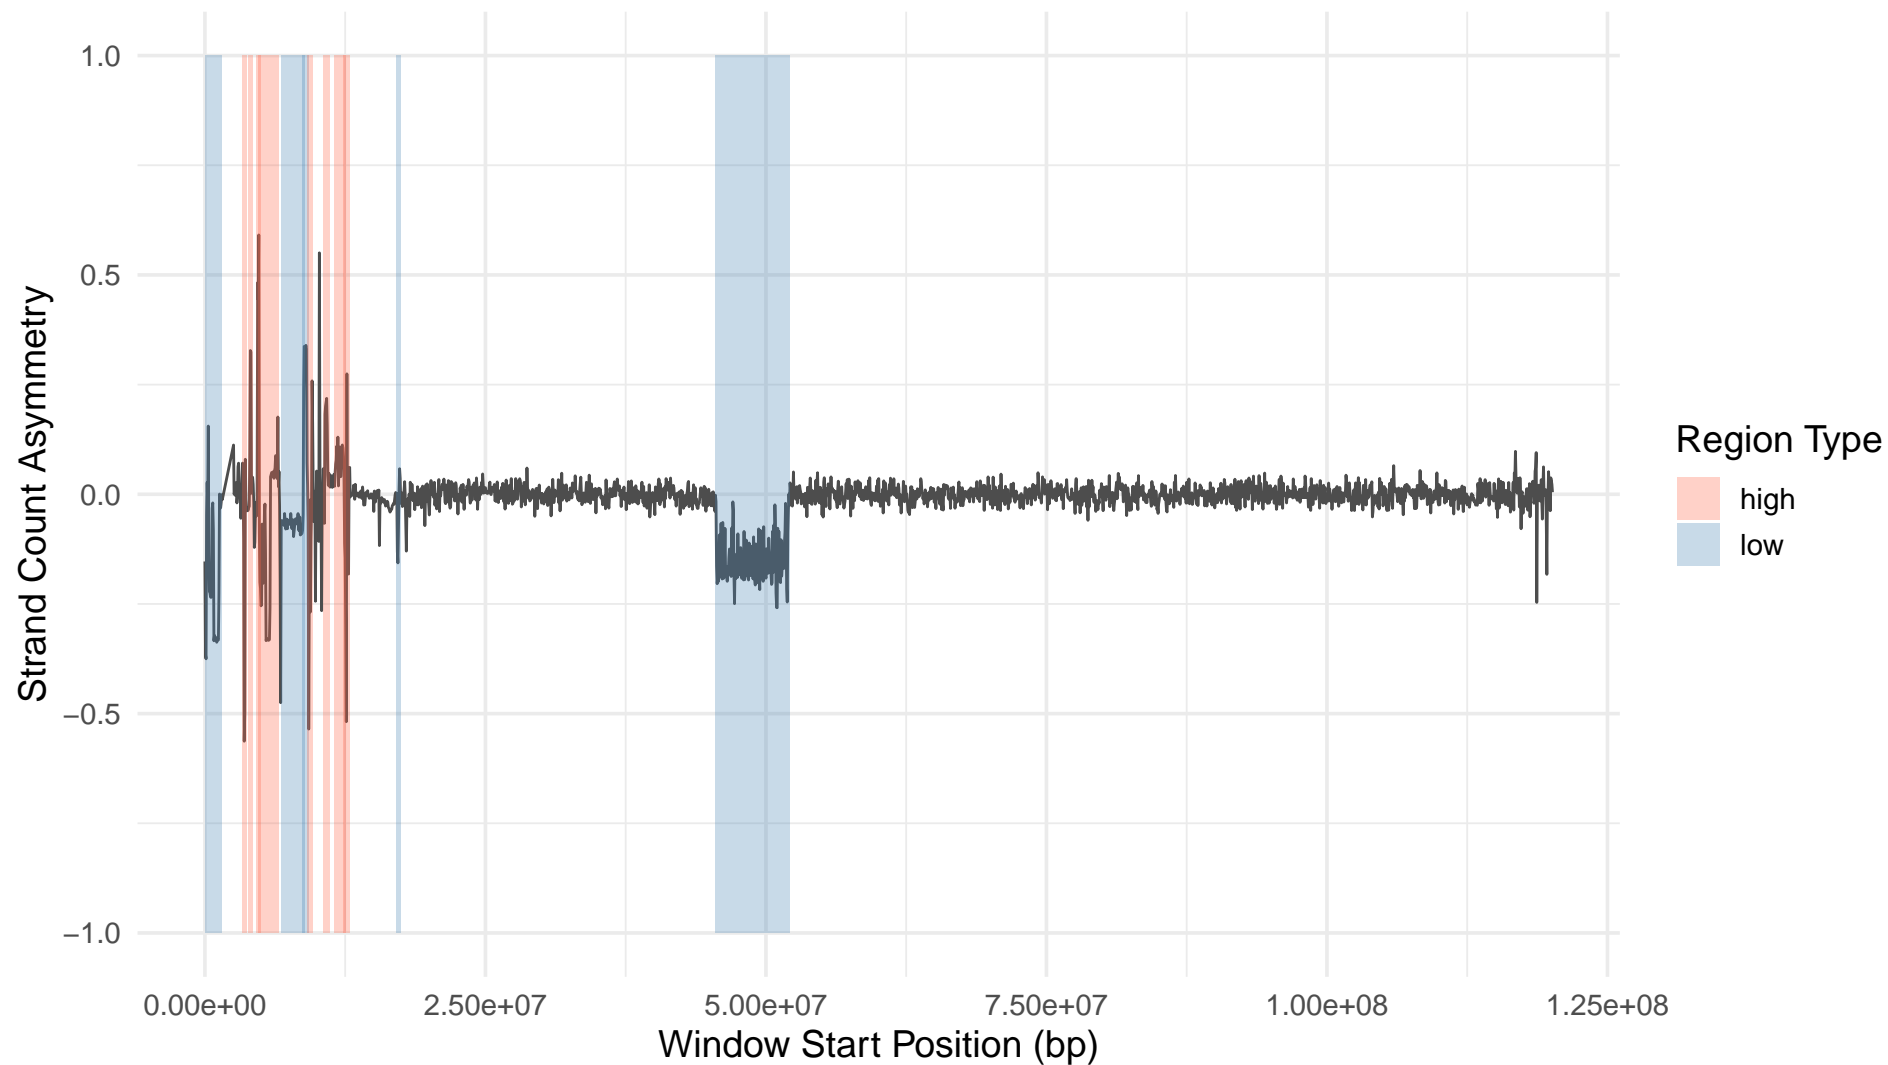 1.0
0.5
0.0
−0.5
−1.0
Strand Count Asymmetry
0.00e+00 2.50e+07 5.00e+07 7.50e+07 1.00e+08 1.25e+08
Window Start Position (bp)
Region Type
high
low